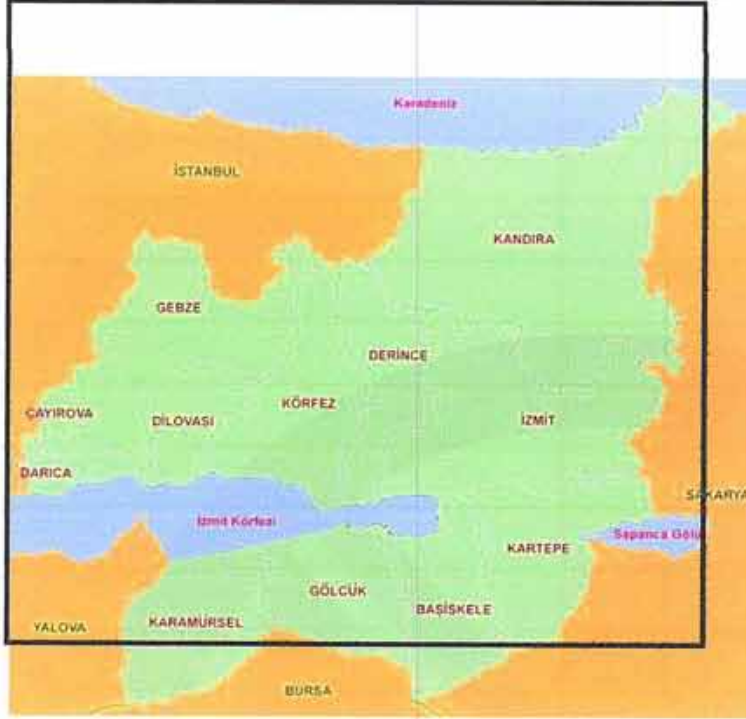 Karadeniz
İSTANBUL
KANDIRA
GEBZE
DERİNCE
KÖRFEZ
ÇAYIROVA
DİLOVASI
İZMİT
DARICA
SAKARYA
İzmit Körfezi
Sapanca Gölü
KARTEPE
GÖLCÜK
BAŞİSKELE
KARAMÜRSEL
YALOVA
BURSA